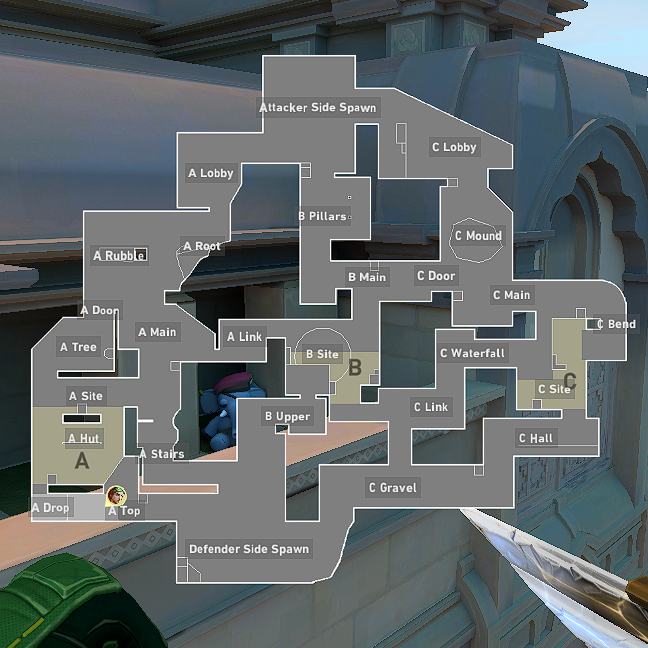 Attacker Side Spawn
C Lobby
A Lobby
B Pillars
C Mound
A Root
A Rubble
B Main
C Door
C Main
A Door
A Main
A Link
C Bend
A Tree
B Site
B
C Waterfall
A Site
C Site
C
C Link
B Upper
A Hut
C Hall
A
A Stairs
C Gravel
A Drop
A Top
Defender Side Spawn